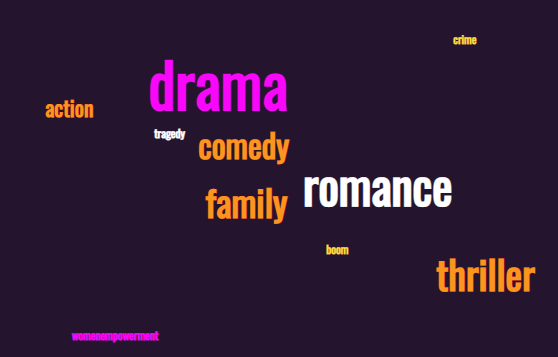 crime
drama
action
tragedy
comedy
romance
family
boom
thriller
womenempowerment